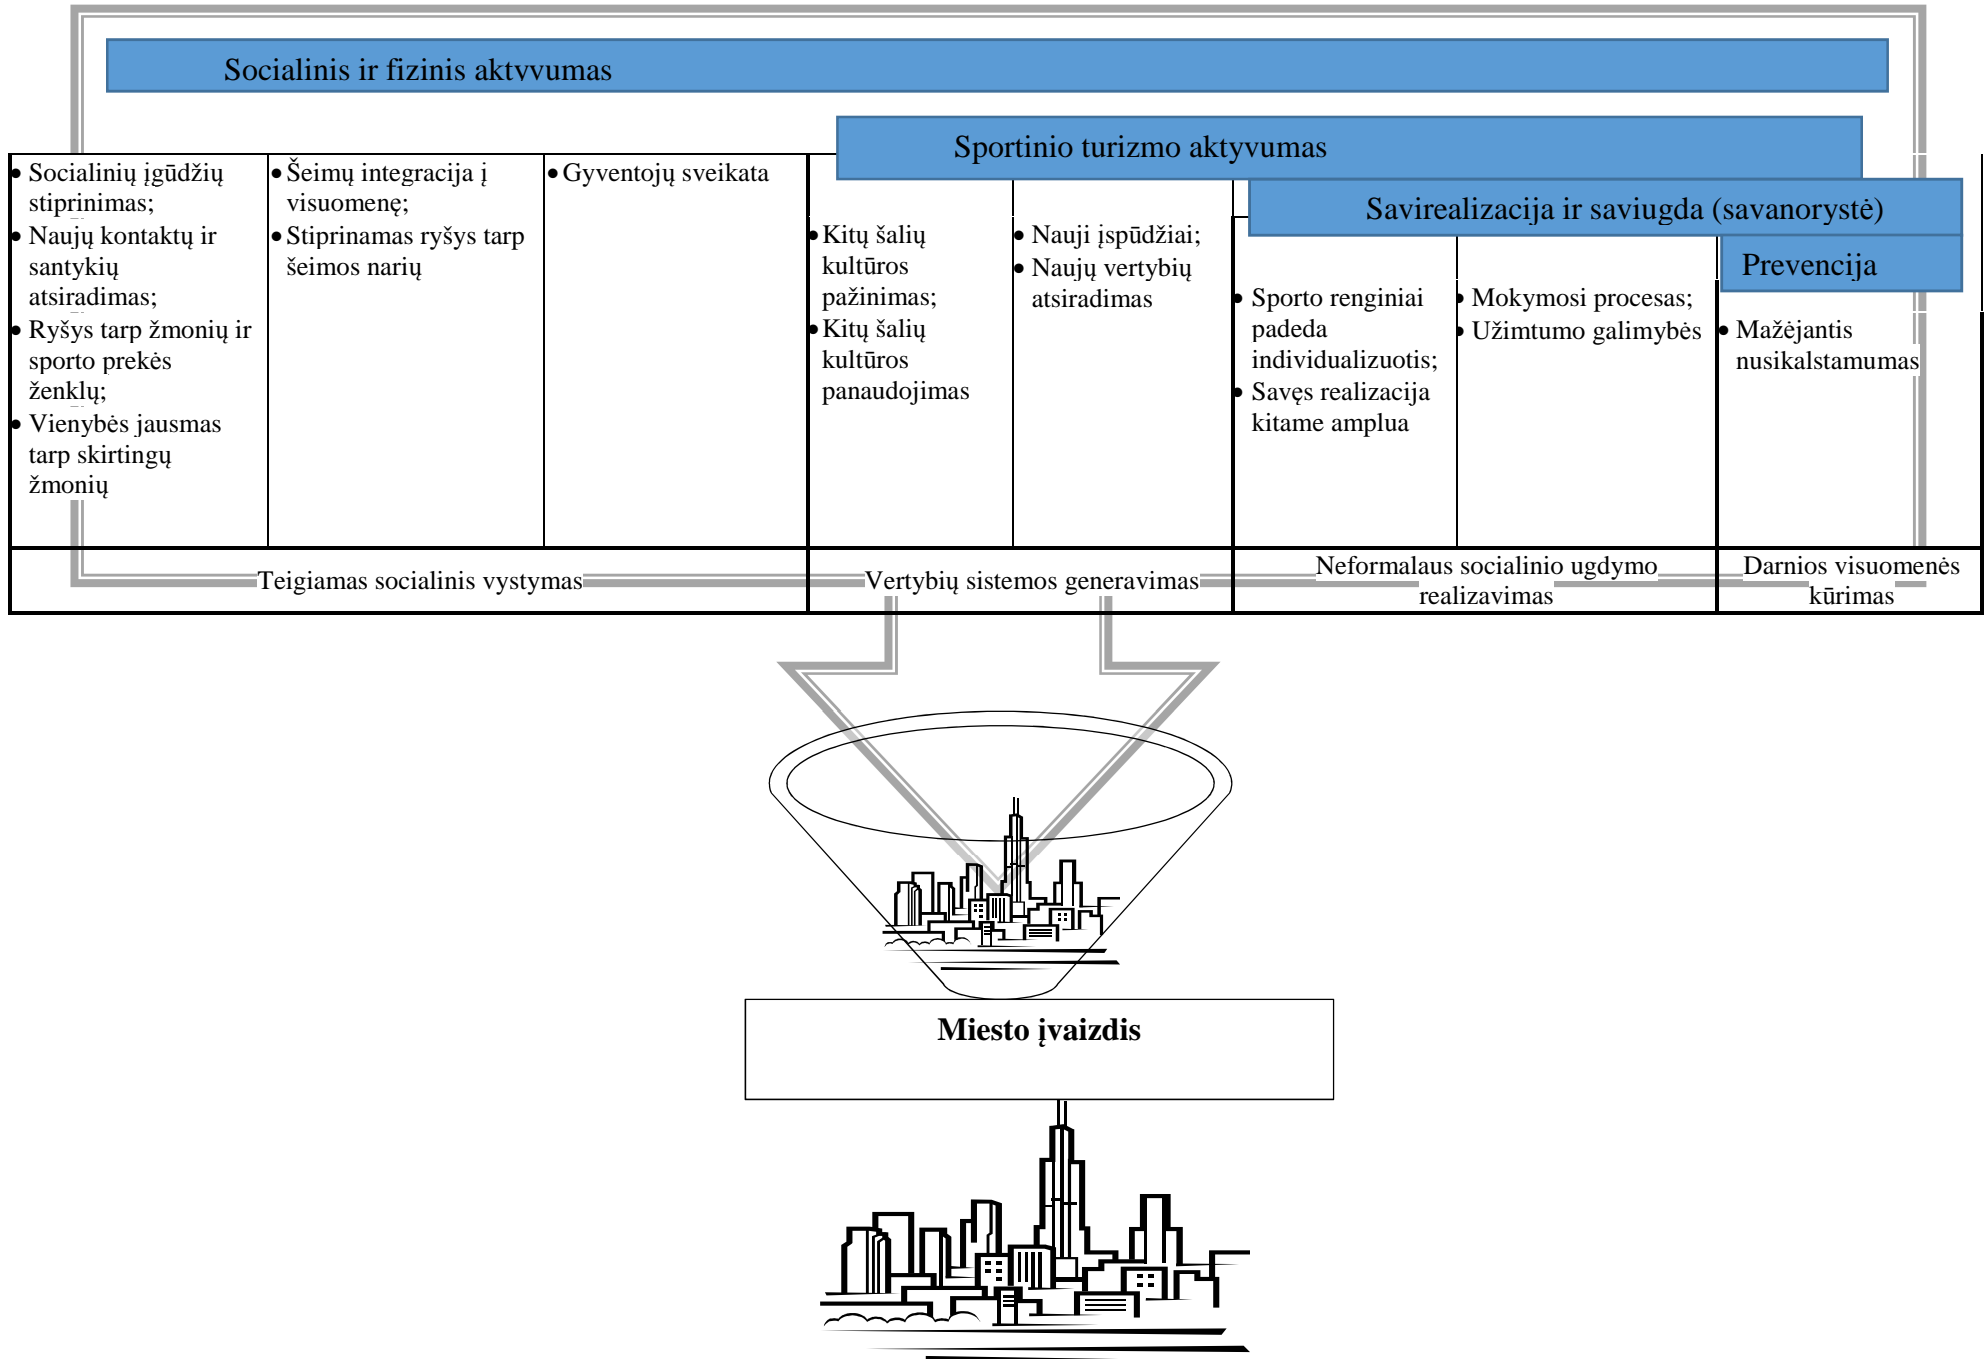 Socialinis ir fizinis aktyvumas
Sportinio turizmo aktyvumas
Savirealizacija ir saviugda (savanorystė)
Prevencija
• Socialinių įgūdžių
stiprinimas;
• Naujų kontaktų ir
santykių
atsiradimas;
• Ryšys tarp žmonių ir
sporto prekės
ženklų;
• Vienybės jausmas
tarp skirtingų
žmonių
• Šeimų integracija į
visuomenę;
• Stiprinamas ryšys tarp
šeimos narių
• Gyventojų sveikata
• Kitų šalių
kultūros
pažinimas;
• Kitų šalių
kultūros
panaudojimas
• Nauji įspūdžiai;
• Naujų vertybių
atsiradimas
• Sporto renginiai
padeda
individualizuotis;
• Savęs realizacija
kitame amplua
• Mokymosi procesas;
• Užimtumo galimybės
• Mažėjantis
nusikalstamumas
Teigiamas socialinis vystymas
Vertybių sistemos generavimas
Neformalaus socialinio ugdymo
realizavimas
Darnios visuomenės
kūrimas
Miesto įvaizdis